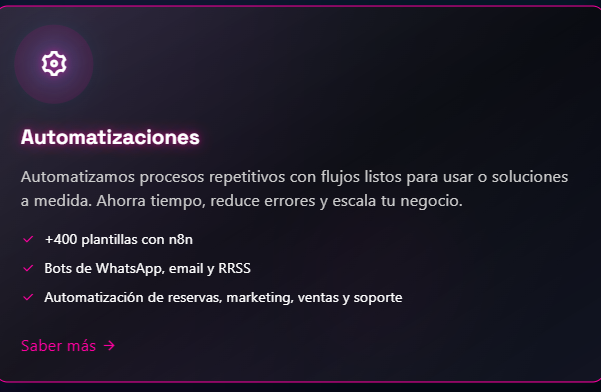 Automatizaciones
Automatizamos procesos repetitivos con flujos listos para usar o soluciones
a medida. Ahorra tiempo, reduce errores y escala tu negocio.
+400 plantillas con n8n
Bots de WhatsApp, email y RRSS
Automatización de reservas, marketing, ventas y soporte
Saber más →